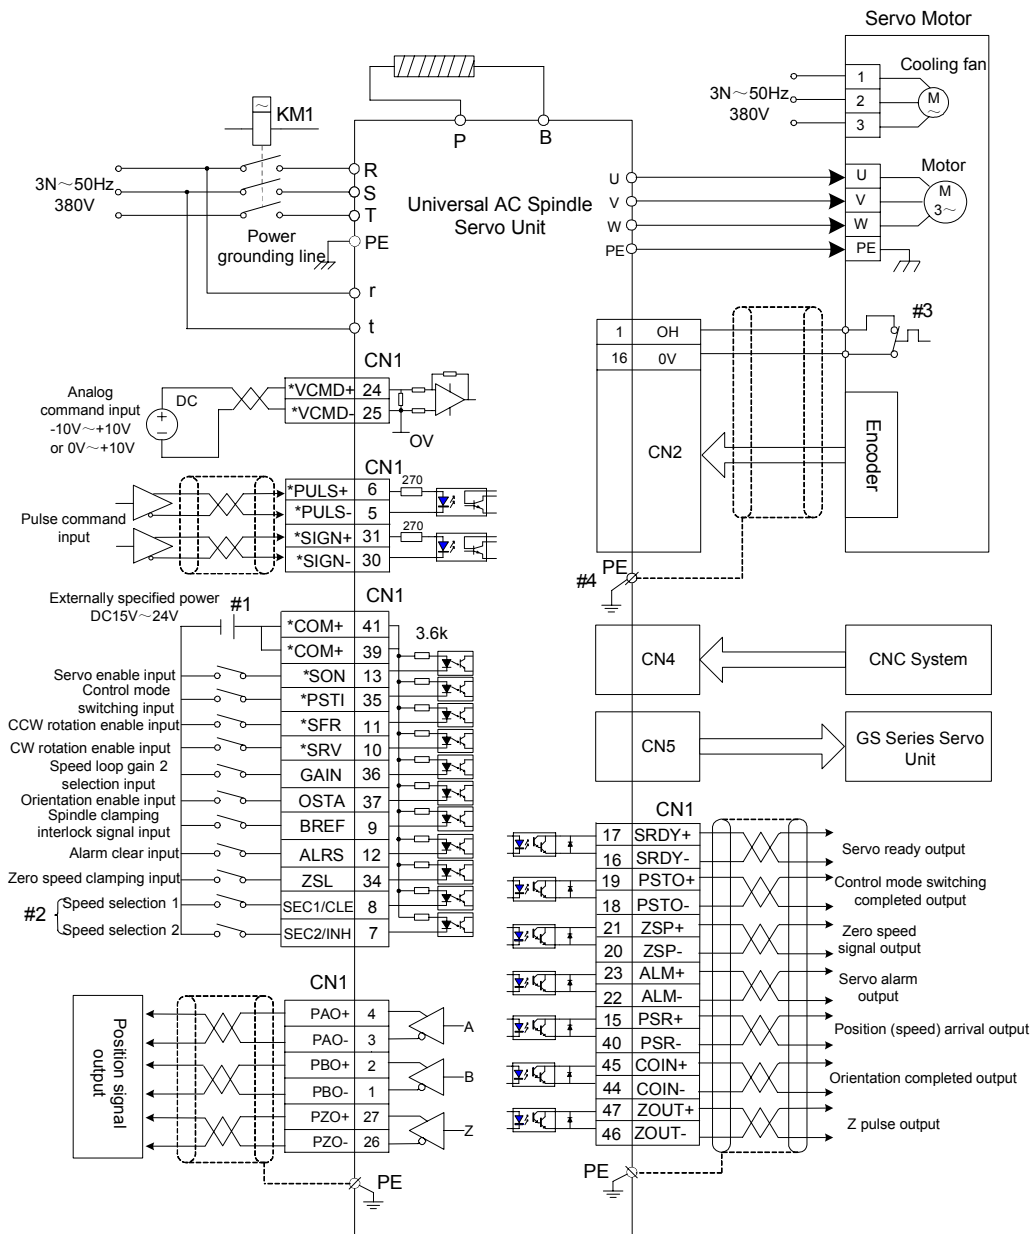 Servo Motor
Cooling fan
3N～50Hz
380V
1
2
3
M
～
KM1
～
P
B
3N～50Hz
380V
R
S
T
PE
Power
grounding line
r
t
Universal AC Spindle
Servo Unit
U
V
W
PE
U
V
W
PE
Motor
M
3～
#3
1 OH
16 0V
CN2
Encoder
PE
#4
CN1
Analog
command input
-10V～+10V
or 0V～+10V
DC
*VCMD+ 24
*VCMD- 25
OV
CN1
Pulse command
input
*PULS+ 6
*PULS- 5
*SIGN+ 31
*SIGN- 30
270
270
CN1
Externally specified power
DC15V～24V
#1
*COM+ 41
*COM+ 39
3.6k
Servo enable input
*SON 13
Control mode
switching input
*PSTI 35
CCW rotation enable input
*SFR 11
CW rotation enable input
*SRV 10
Speed loop gain 2
selection input
GAIN 36
Orientation enable input
OSTA 37
Spindle clamping
interlock signal input
BREF 9
Alarm clear input
ALRS 12
Zero speed clamping input
ZSL 34
#2
Speed selection 1
SEC1/CLE 8
Speed selection 2
SEC2/INH 7
CN4
CNC System
CN5
GS Series Servo
Unit
CN1
Position signal
output
PAO+ 4
PAO- 3
PBO+ 2
PBO- 1
PZO+ 27
PZO- 26
A
B
Z
PE
CN1
17 SRDY+
16 SRDY-
Servo ready output
19 PSTO+
18 PSTO-
Control mode switching
completed output
21 ZSP+
20 ZSP-
Zero speed
signal output
23 ALM+
22 ALM-
Servo alarm
output
15 PSR+
40 PSR-
Position (speed) arrival output
45 COIN+
44 COIN-
Orientation completed output
47 ZOUT+
46 ZOUT-
Z pulse output
PE